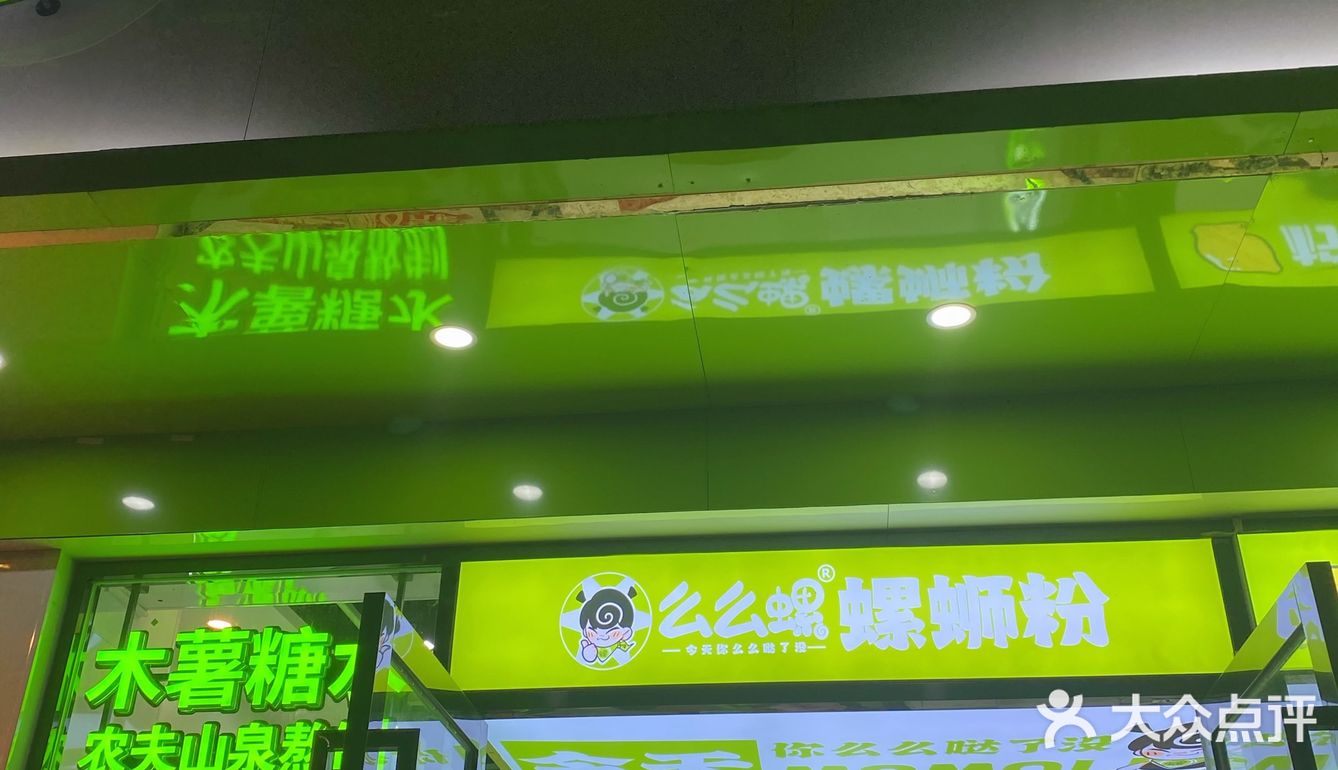 么么螺® 螺蛳粉
—今天你么么哒了没—
木薯糖水
农夫山泉熬
你么么哒了没
大众点评